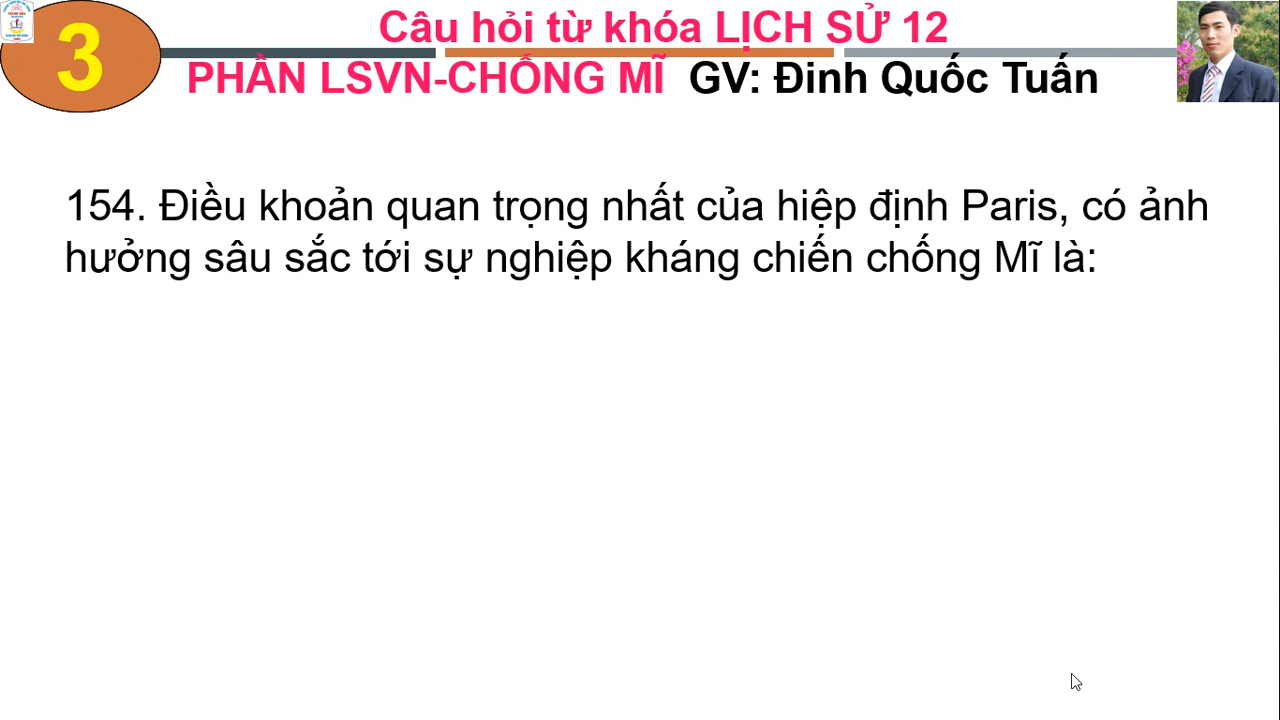 3
Câu hỏi từ khóa LỊCH SỬ 12
PHẦN LSVN-CHỐNG MĨ GV: Đinh Quốc Tuấn
154. Điều khoản quan trọng nhất của hiệp định Paris, có ảnh
hưởng sâu sắc tới sự nghiệp kháng chiến chống Mĩ là: